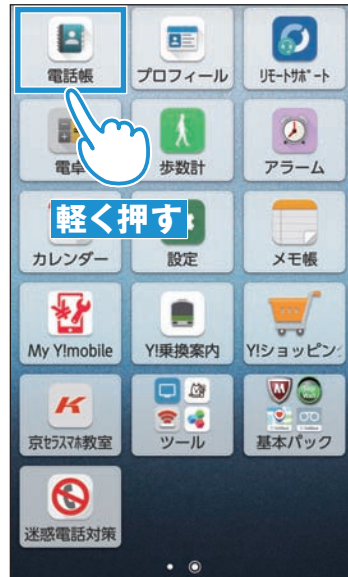 電話帳
プロフィール
リモートサポート
電卓
歩数計
アラーム
軽く押す
カレンダー
設定
メモ帳
My Y!mobile
Y!乗換案内
Y!ショッピン
京セラスマホ教室
ツール
基本パック
迷惑電話対策